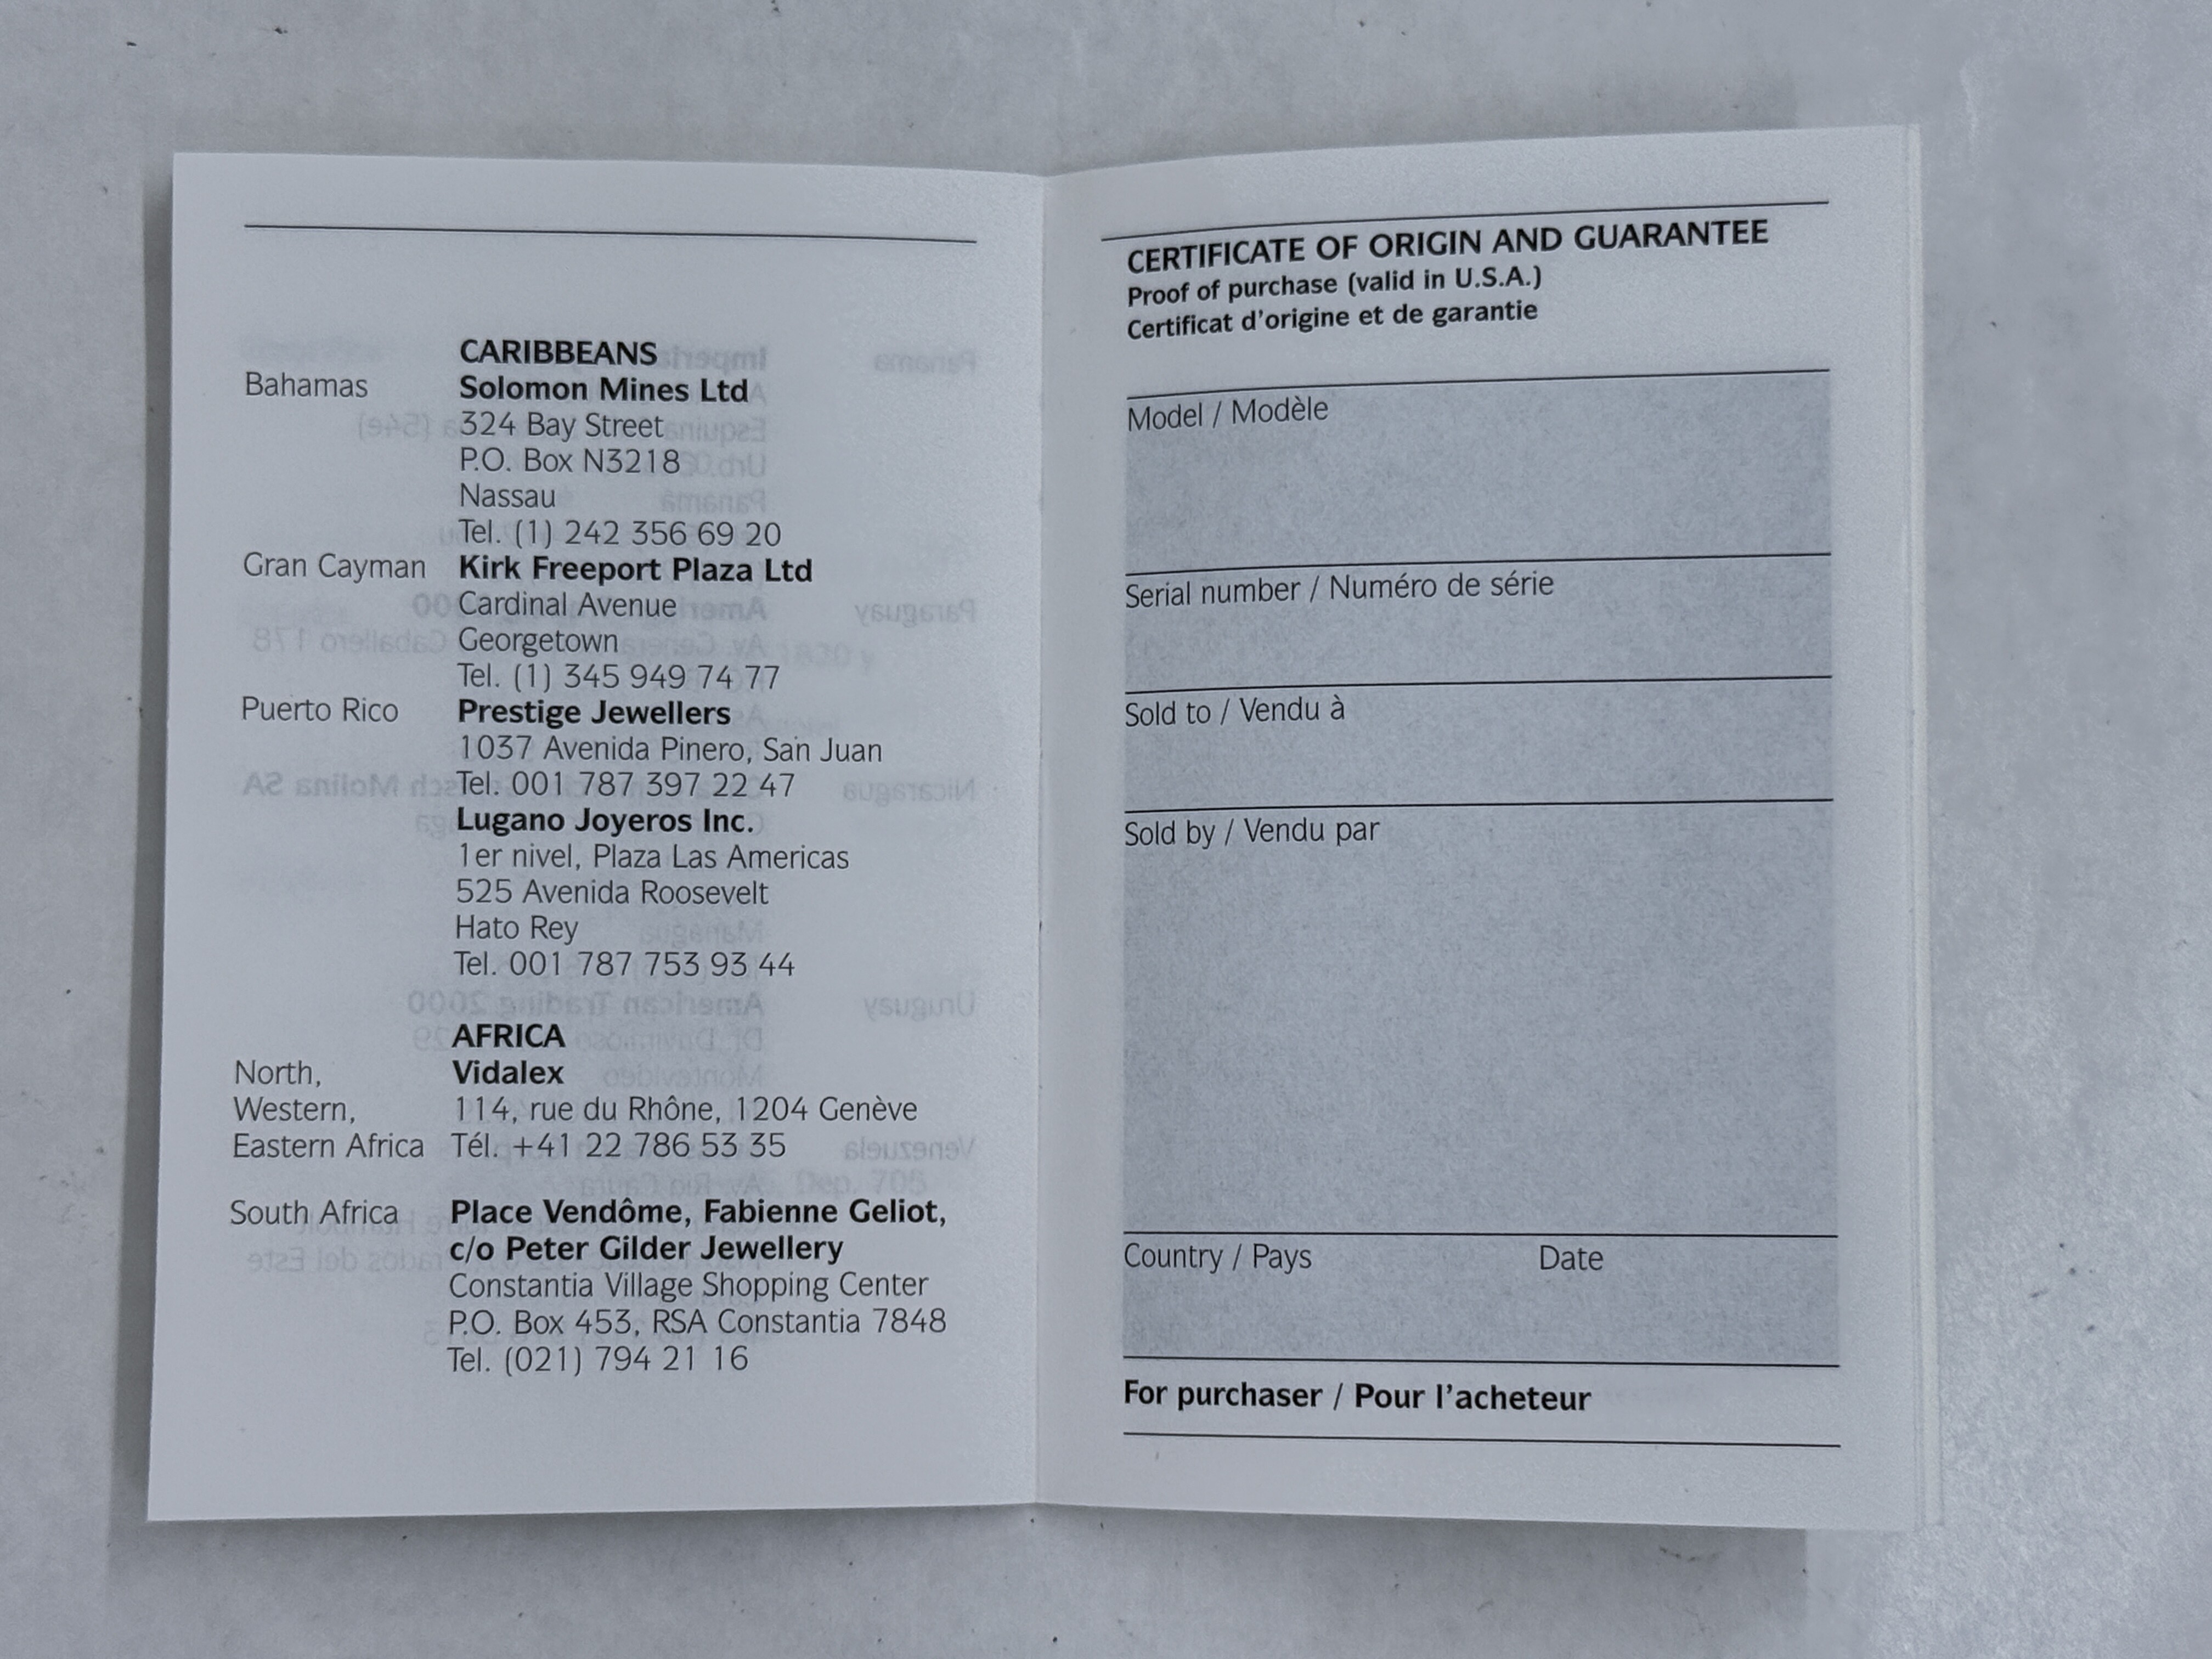 CARIBBEANS
Bahamas Solomon Mines Ltd
324 Bay Street
P.O. Box N3218
Nassau
Tel. (1) 242 356 69 20
Gran Cayman Kirk Freeport Plaza Ltd
Cardinal Avenue
Georgetown
Tel. (1) 345 949 74 77
Puerto Rico Prestige Jewellers
1037 Avenida Pinero, San Juan
Tel. 001 787 397 22 47
Lugano Joyeros Inc.
1er nivel, Plaza Las Americas
525 Avenida Roosevelt
Hato Rey
Tel. 001 787 753 93 44
AFRICA
North, Vidalex
Western, 114, rue du Rhône, 1204 Genève
Eastern Africa Tél. +41 22 786 53 35
South Africa Place Vendôme, Fabienne Geliot,
c/o Peter Gilder Jewellery
Constantia Village Shopping Center
P.O. Box 453, RSA Constantia 7848
Tel. (021) 794 21 16
CERTIFICATE OF ORIGIN AND GUARANTEE
Proof of purchase (valid in U.S.A.)
Certificat d'origine et de garantie
Model / Modèle
Serial number / Numéro de série
Sold to / Vendu à
Sold by / Vendu par
Country / Pays Date
For purchaser / Pour l'acheteur